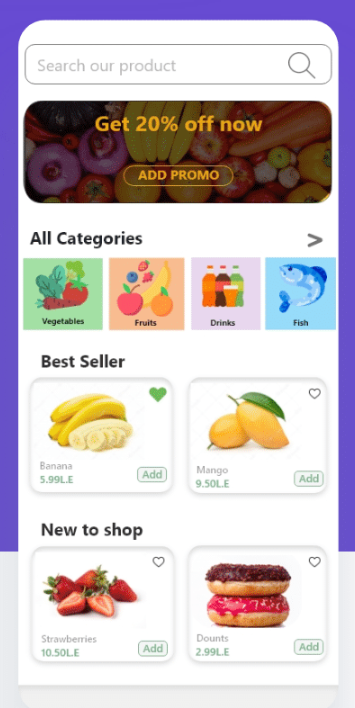 Search our product
Get 20% off now
ADD PROMO
All Categories
>
Vegetables
Fruits
Drinks
Fish
Best Seller
Banana
5.99L.E
Add
Mango
9.50L.E
Add
New to shop
Strawberries
10.50L.E
Add
Dounts
2.99L.E
Add